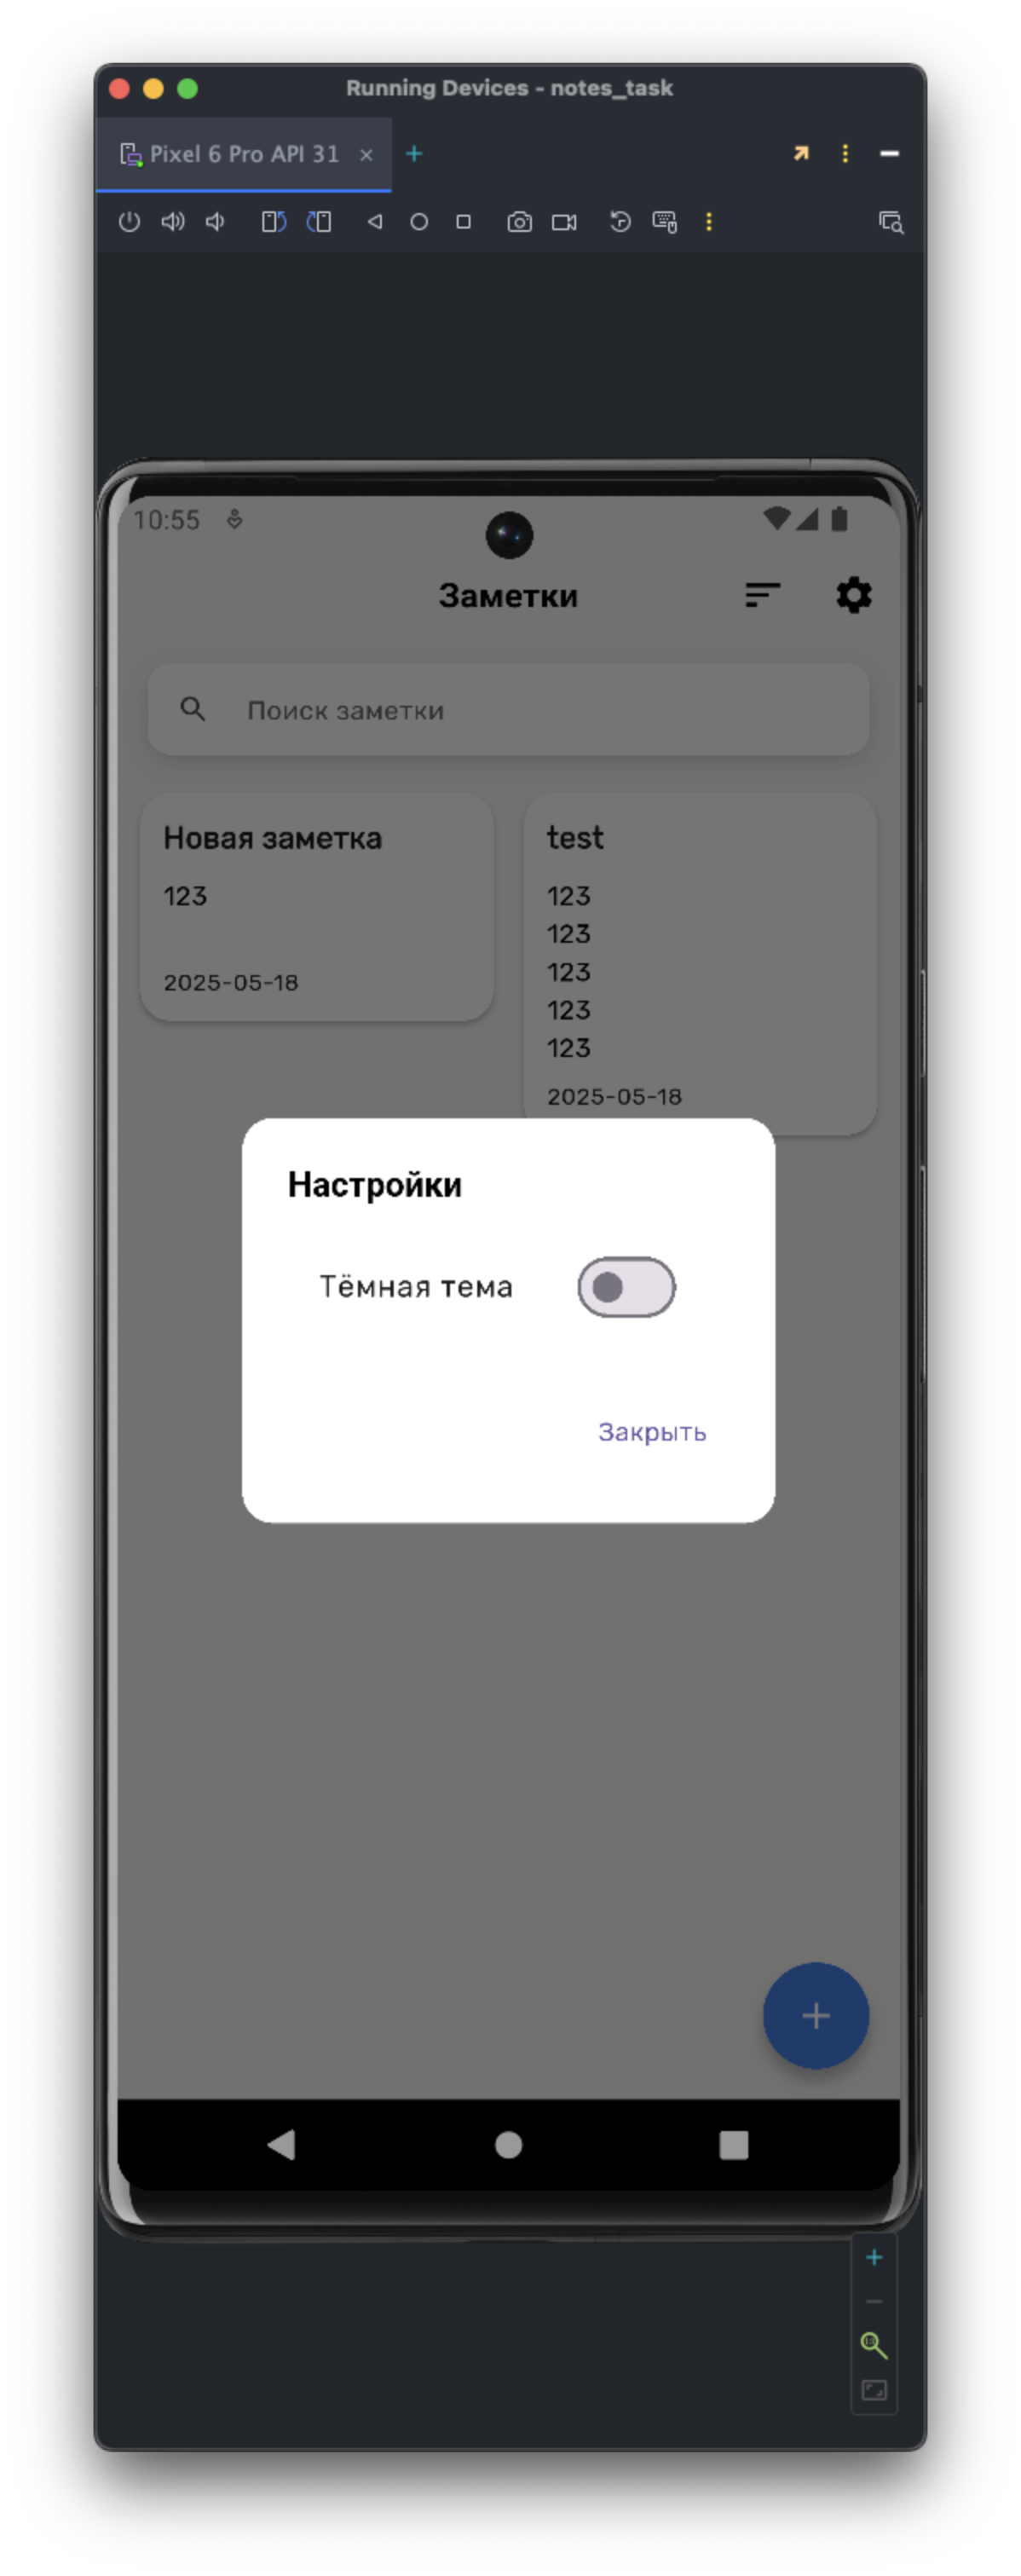 Running Devices - notes_task
Pixel 6 Pro API 31
10:55
Заметки
Поиск заметки
Новая заметка
123
2025-05-18
test
123
123
123
123
123
2025-05-18
Настройки
Тёмная тема
Закрыть